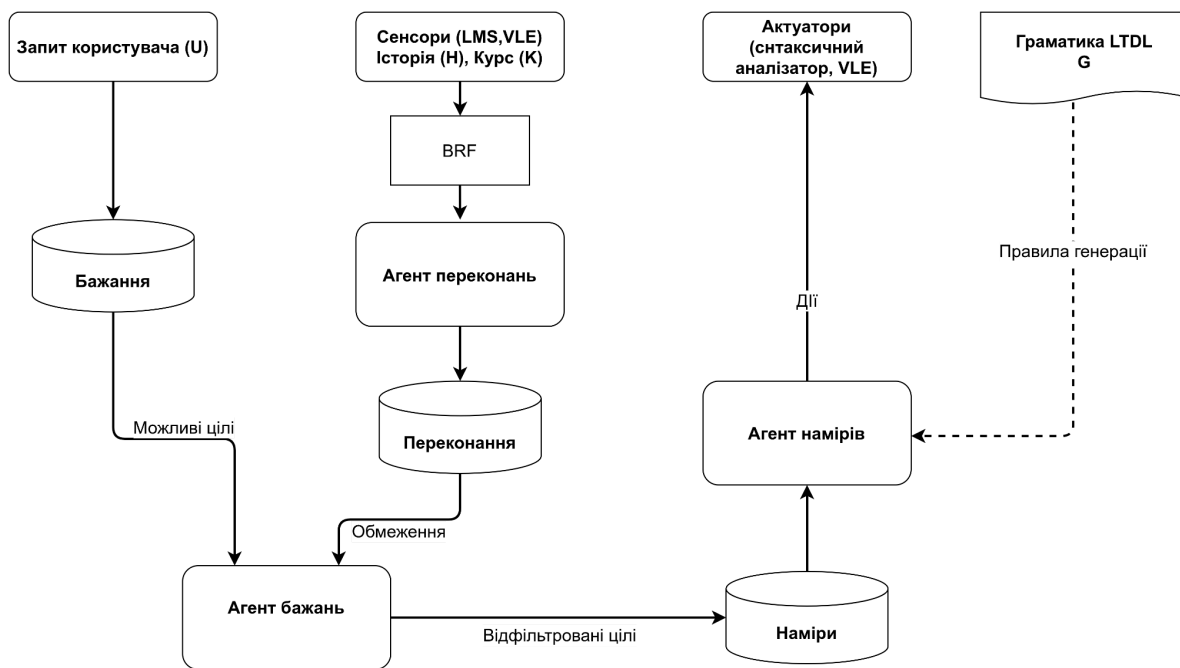 Запит користувача (U)
Сенсори (LMS,VLE)
Історія (H), Курс (K)
Актуатори
(снтаксичний
аналізатор, VLE)
Граматика LTDL
G
BRF
Бажання
Агент переконань
Правила генерації
ДІЇ
Можливі цілі
Переконання
Агент намірів
Обмеження
Агент бажань
Відфільтровані цілі
Наміри